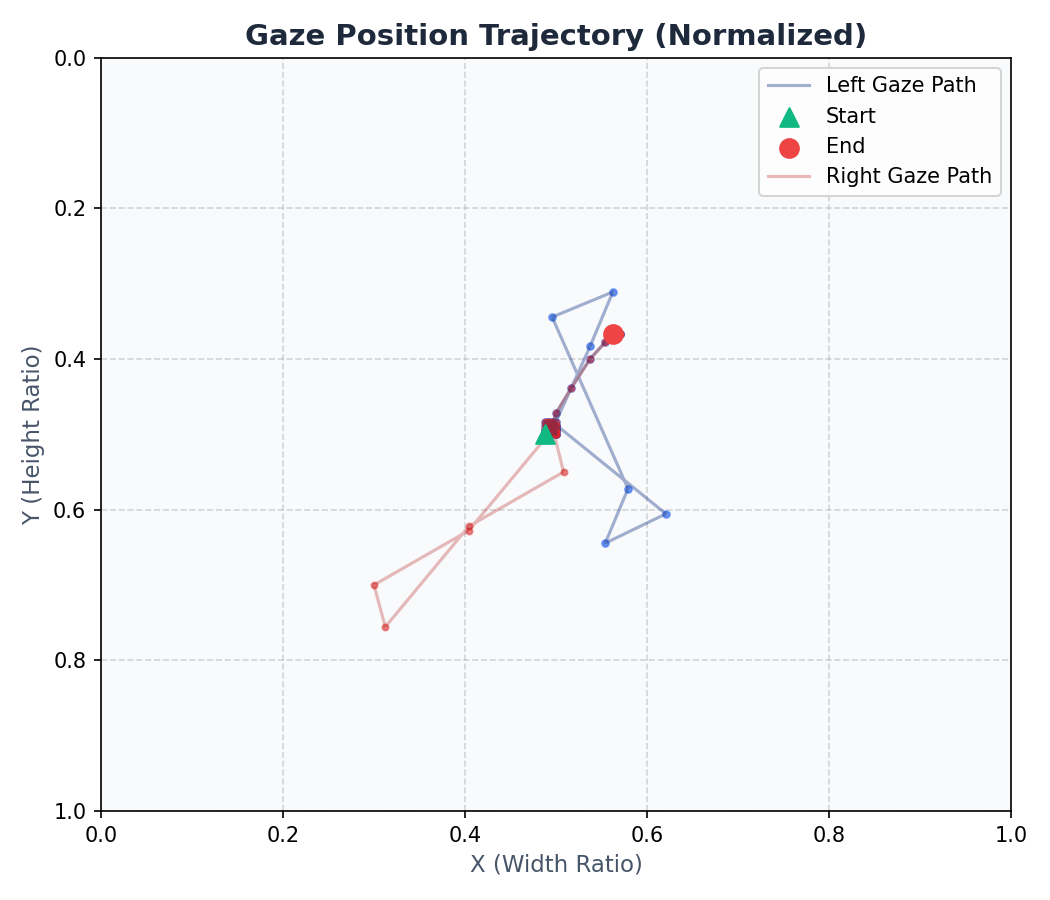 Gaze Position Trajectory (Normalized)
Left Gaze Path
Start
End
Right Gaze Path
0.0
0.2
0.4
0.6
0.8
1.0
Y (Height Ratio)
0.0 0.2 0.4 0.6 0.8 1.0
X (Width Ratio)